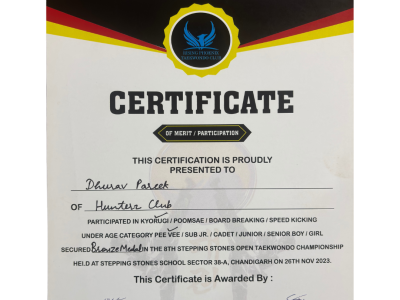 CERTIFICATE
OF MERIT / PARTICIPATION
THIS CERTIFICATION IS PROUDLY
PRESENTED TO
Dhurav Pareek
OF Hunterz Club
PARTICIPATED IN KYORUGI / POOMSAE / BOARD BREAKING / SPEED KICKING
UNDER AGE CATEGORY PEE VEE / SUB JR. / CADET / JUNIOR / SENIOR BOY / GIRL
SECURED Bronze Medal IN THE 8TH STEPPING STONES OPEN TAEKWONDO CHAMPIONSHIP
HELD AT STEPPING STONES SCHOOL SECTOR 38-A, CHANDIGARH ON 26TH NOV 2023.
This Certificate is Awarded By :